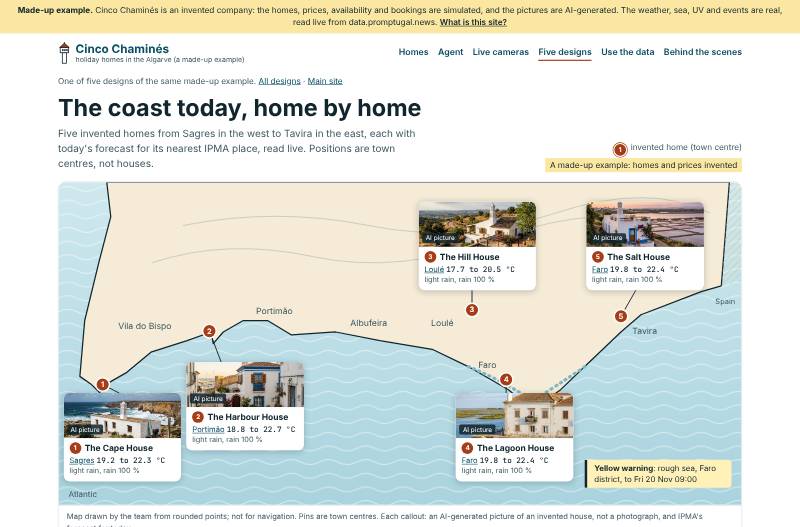 Made-up example. Cinco Chaminés is an invented company: the homes, prices, availability and bookings are simulated, and the pictures are AI-generated. The weather, sea, UV and events are real,
read live from data.promptugal.news. What is this site?
Cinco Chaminés
holiday homes in the Algarve (a made-up example)
Homes Agent Live cameras Five designs Use the data Behind the scenes
One of five designs of the same made-up example. All designs · Main site
The coast today, home by home
Five invented homes from Sagres in the west to Tavira in the east, each with
today's forecast for its nearest IPMA place, read live. Positions are town
centres, not houses.
1 invented home (town centre)
A made-up example: homes and prices invented
AI picture
3 The Hill House
Loulé 17.7 to 20.5 °C
light rain, rain 100 %
3
AI picture
5 The Salt House
Faro 19.8 to 22.4 °C
light rain, rain 100 %
5
Spain
Vila do Bispo
2
Portimão
Albufeira
Loulé
Tavira
Faro
1
4
AI picture
2 The Harbour House
Portimão 18.8 to 22.7 °C
light rain, rain 100 %
AI picture
1 The Cape House
Sagres 19.2 to 22.3 °C
light rain, rain 100 %
AI picture
4 The Lagoon House
Faro 19.8 to 22.4 °C
light rain, rain 100 %
Yellow warning: rough sea, Faro
district, to Fri 20 Nov 09:00
Atlantic
Map drawn by the team from rounded points; not for navigation. Pins are town centres. Each callout: an AI-generated picture of an invented house, not a photograph, and IPMA's